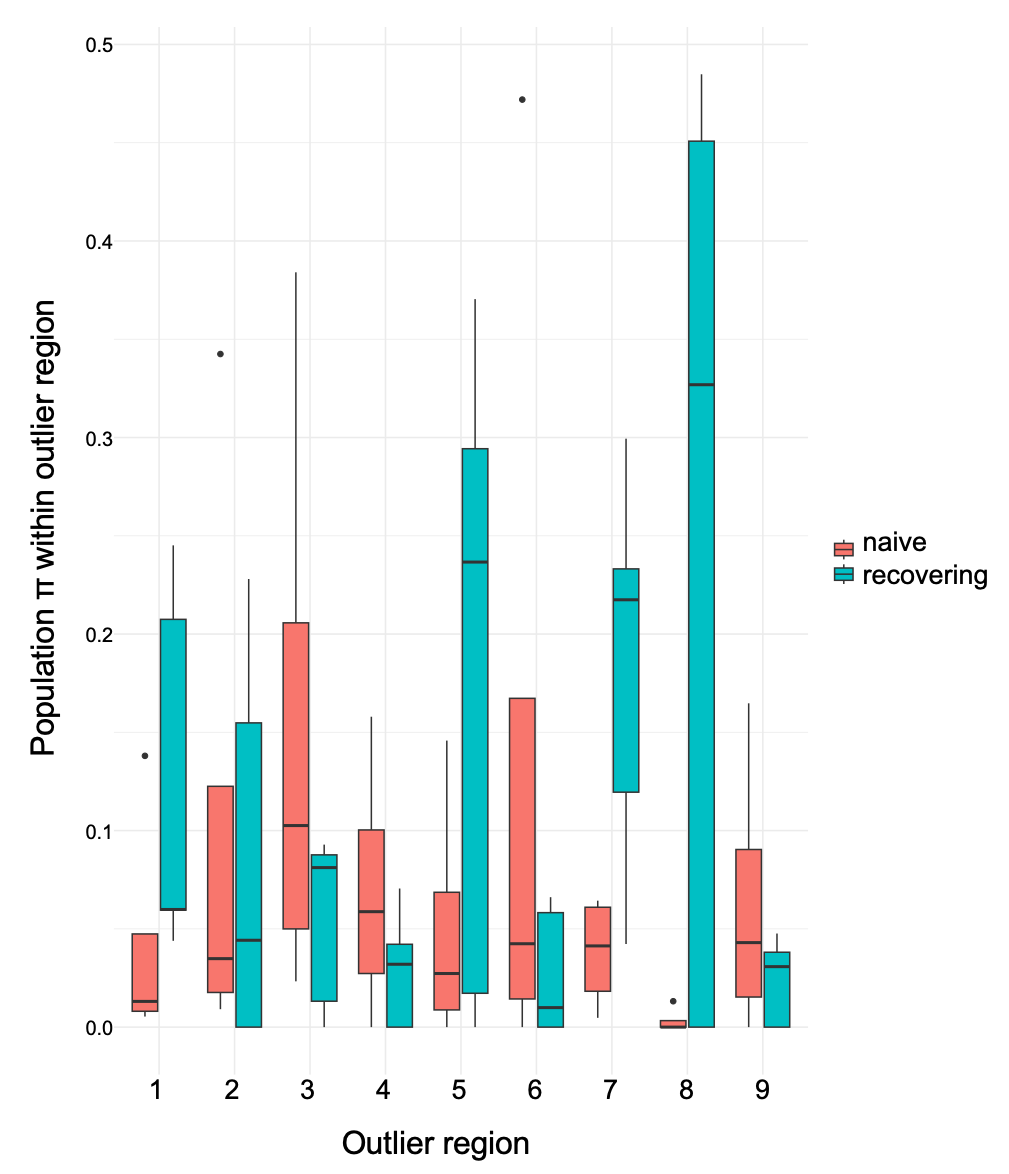 0.5
0.4
0.3
0.2
0.1
0.0
Population π within outlier region
1 2 3 4 5 6 7 8 9
Outlier region
naive
recovering